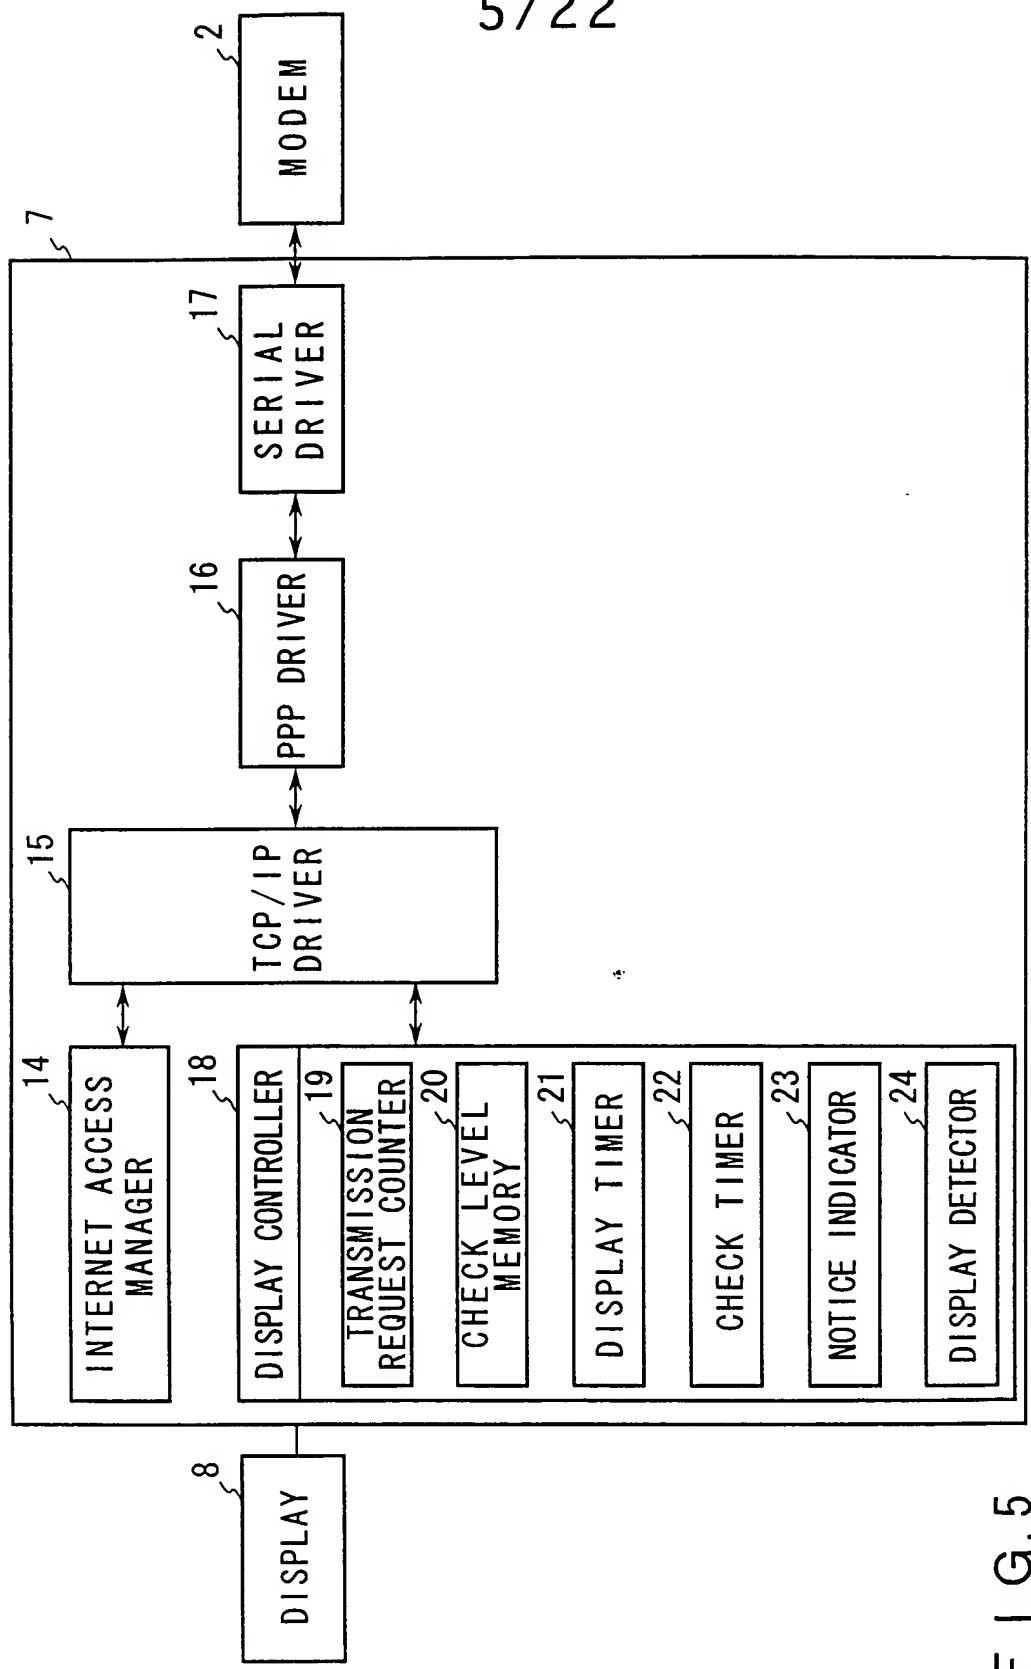 5/22
2
MODEM
7
17
SERIAL
DRIVER
16
PPP DRIVER
15
TCP/IP
DRIVER
14
INTERNET ACCESS
MANAGER
18
DISPLAY CONTROLLER
19
TRANSMISSION
REQUEST COUNTER
20
CHECK LEVEL
MEMORY
21
DISPLAY TIMER
22
CHECK TIMER
23
NOTICE INDICATOR
24
DISPLAY DETECTOR
8
DISPLAY
FIG. 5